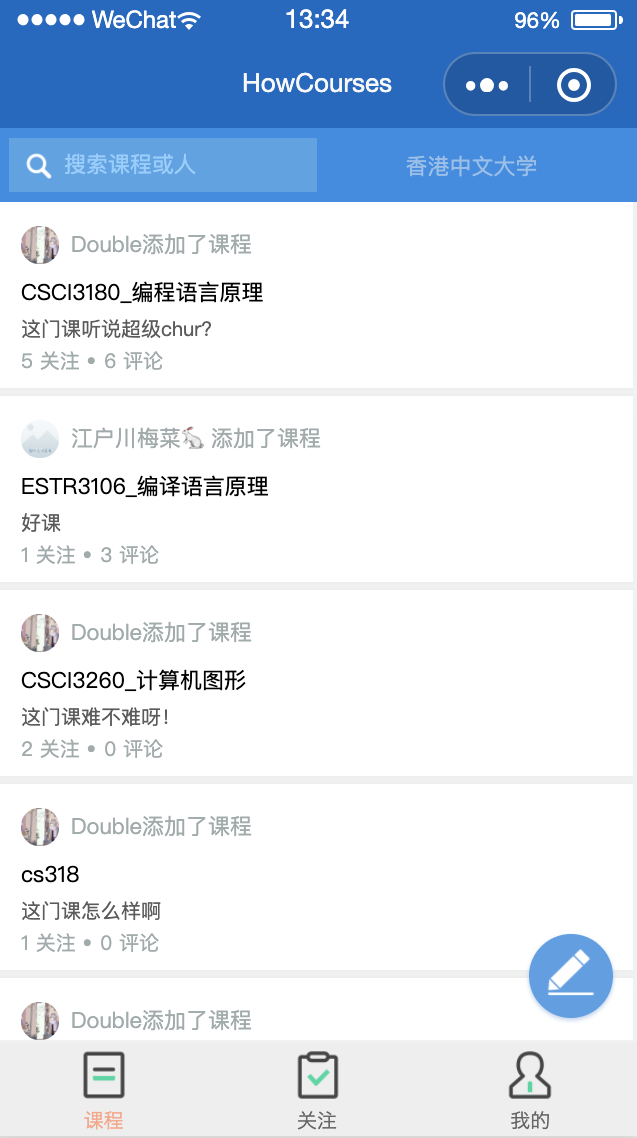 ●●●●● WeChat 13:34 96%
HowCourses
搜索课程或人 香港中文大学
Double添加了课程
CSCI3180_编程语言原理
这门课听说超级chur?
5 关注 • 6 评论
江户川梅菜🐇 添加了课程
ESTR3106_编译语言原理
好课
1 关注 • 3 评论
Double添加了课程
CSCI3260_计算机图形
这门课难不难呀!
2 关注 • 0 评论
Double添加了课程
cs318
这门课怎么样啊
1 关注 • 0 评论
Double添加了课程
课程 关注 我的